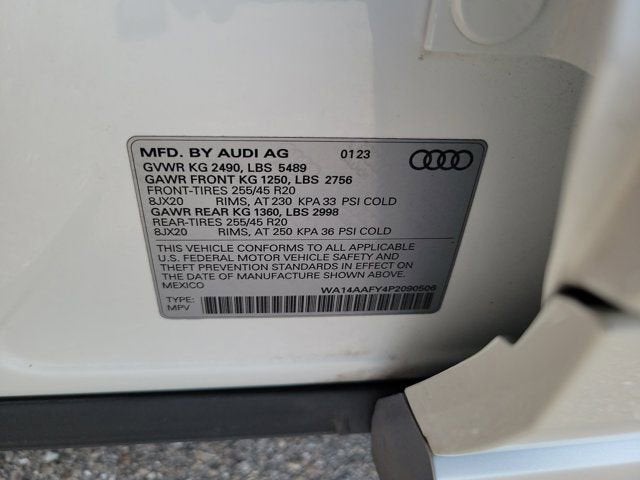 MFD. BY AUDI AG 01 23
GVWR KG 2490, LBS 5489
GAWR FRONT KG 1250, LBS 2756
FRONT-TIRES 255/45 R20
8JX20 RIMS, AT 230 KPA 33 PSI COLD
GAWR REAR KG 1360, LBS 2998
REAR-TIRES 255/45 R20
8JX20 RIMS, AT 250 KPA 36 PSI COLD
THIS VEHICLE CONFORMS TO ALL APPLICABLE
U.S. FEDERAL MOTOR VEHICLE SAFETY AND
THEFT PREVENTION STANDARDS IN EFFECT ON
THE DATE OF MANUFACTURE SHOWN ABOVE.
MEXICO
WA14AAFY4P2090506
TYPE:
MPV